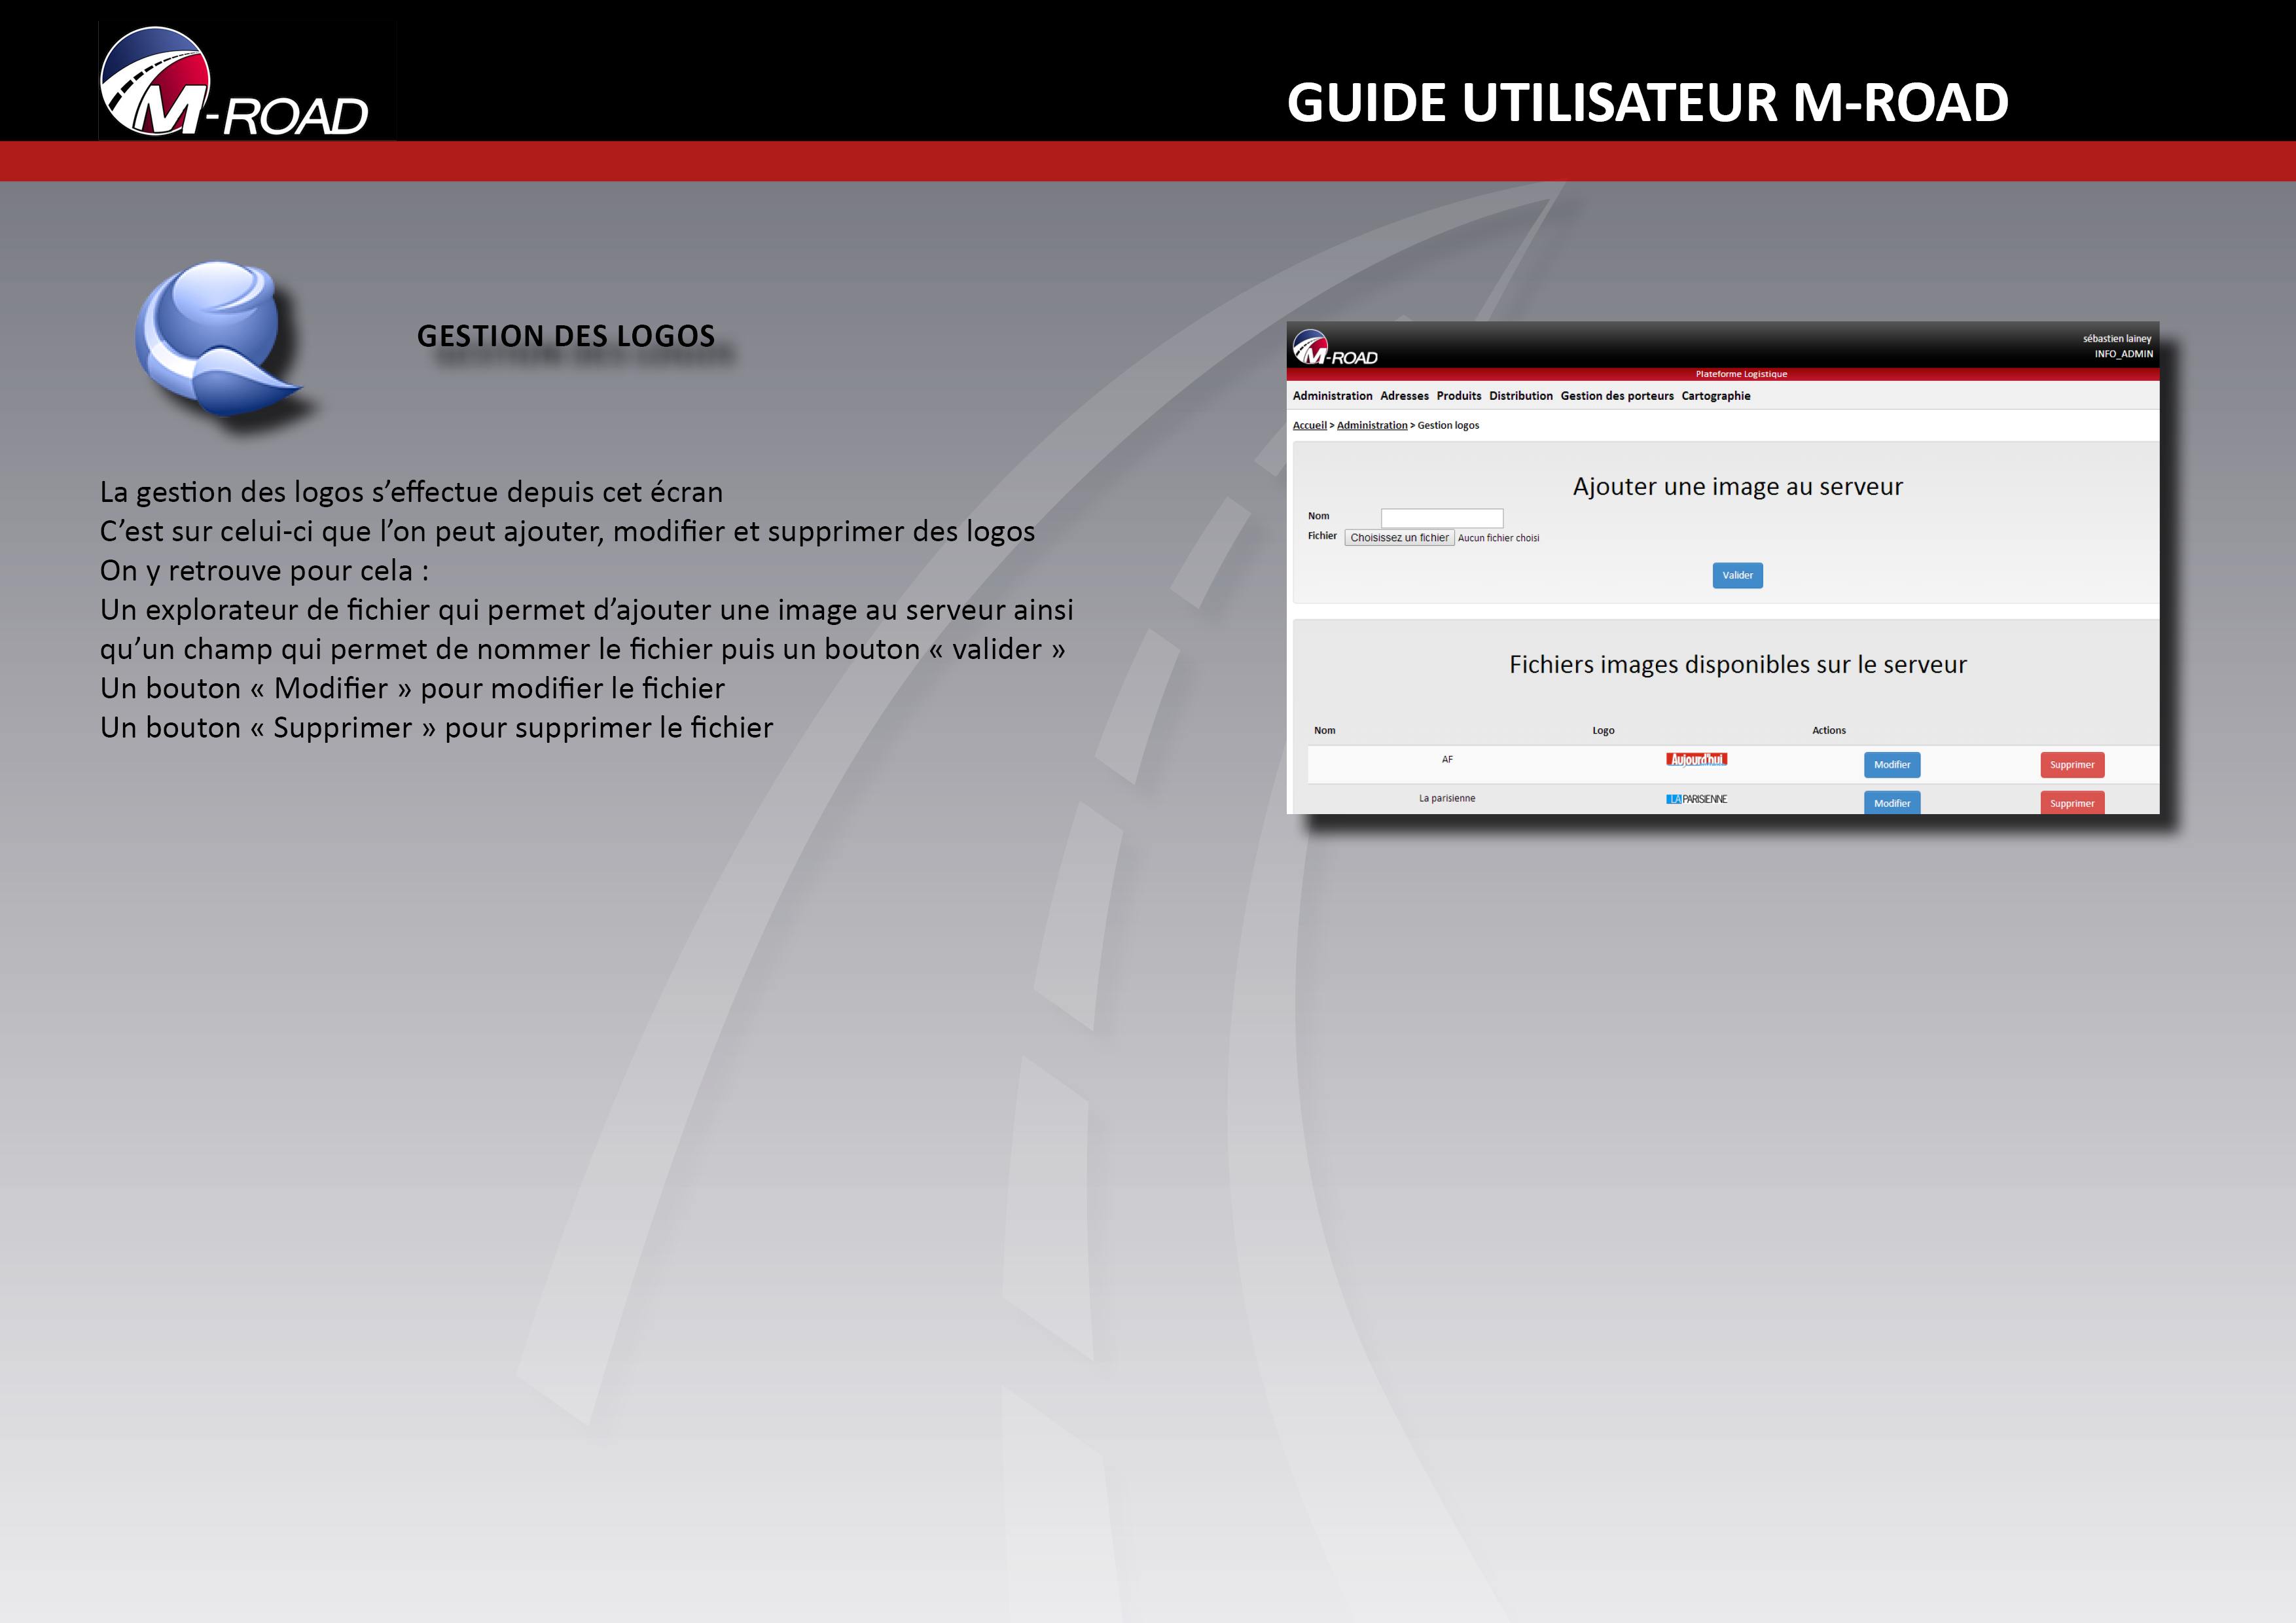 M-ROAD
GUIDE UTILISATEUR M-ROAD
GESTION DES LOGOS
La gestion des logos s’effectue depuis cet écran
C’est sur celui-ci que l’on peut ajouter, modifier et supprimer des logos
On y retrouve pour cela :
Un explorateur de fichier qui permet d’ajouter une image au serveur ainsi
qu’un champ qui permet de nommer le fichier puis un bouton « valider »
Un bouton « Modifier » pour modifier le fichier
Un bouton « Supprimer » pour supprimer le fichier
M-ROAD
sébastien lainey
INFO_ADMIN
Plateforme Logistique
Administration Adresses Produits Distribution Gestion des porteurs Cartographie
Accueil > Administration > Gestion logos
Ajouter une image au serveur
Nom
Fichier Choisissez un fichier Aucun fichier choisi
Valider
Fichiers images disponibles sur le serveur
Nom Logo Actions
AF Aujourd'hui Modifier Supprimer
La parisienne LA PARISIENNE Modifier Supprimer